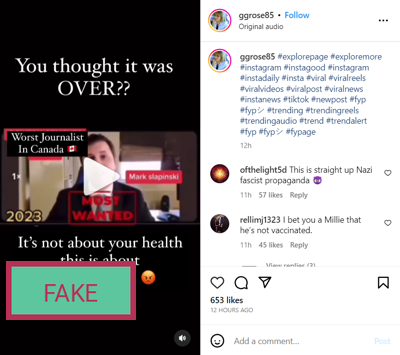 You thought it was
OVER??
Worst Journalist
In Canada 🇨🇦
Mark slapinski
MOST
WANTED
2023
It's not about your health
this is about
😡
FAKE
ggrose85 • Follow
Original audio
ggrose85 #explorepage #exploremore
#instagram #instagood #instagram
#instadaily #insta #viral #viralreels
#viralvideos #viralpost #viralnews
#instanews #tiktok #newpost #fyp
#fypシ #trending #trendingreels
#trendingaudio #trend #trendalert
#fyp #fypシ #fypage
12h
ofthelight5d This is straight up Nazi
fascist propaganda 😈
11h 57 likes Reply
rellimj1323 I bet you a Millie that
he's not vaccinated.
11h 45 likes Reply
View replies (3)
653 likes
12 HOURS AGO
Add a comment...
Post